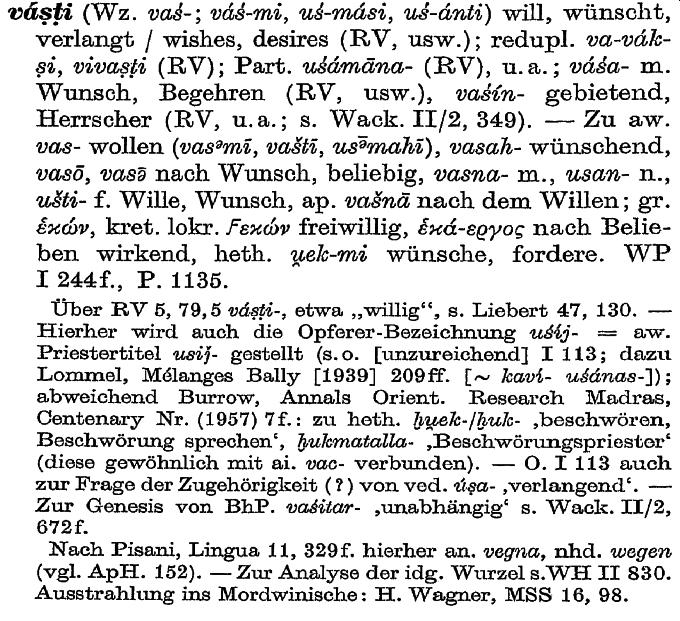 váṣṭi (Wz. vaś-; váś-mi, uś-mási, uś-ánti) will, wünscht,
verlangt / wishes, desires (RV, usw.); redupl. va-vák-
ṣi, vivaṣṭi (RV); Part. uśámāna- (RV), u. a.; váśa- m.
Wunsch, Begehren (RV, usw.), vaśín- gebietend,
Herrscher (RV, u.a.; s. Wack. II/2, 349). — Zu aw.
vas- wollen (vasᵊmī, vaštī, usə̄mahī), vasah- wünschend,
vasō, vasə̄ nach Wunsch, beliebig, vasna- m., usan- n.,
ušti- f. Wille, Wunsch, ap. vašnā nach dem Willen; gr.
ἑκών, kret. lokr. Ϝεκών freiwillig, ἑκά-εργος nach Belie-
ben wirkend, heth. u̯ek-mi wünsche, fordere. WP
I 244f., P. 1135.
Über RV 5, 79,5 váṣṭi-, etwa „willig“, s. Liebert 47, 130. —
Hierher wird auch die Opferer-Bezeichnung uśíj- = aw.
Priestertitel usiǰ- gestellt (s. o. [unzureichend] I 113; dazu
Lommel, Mélanges Bally [1939] 209ff. [~ kaví- uśánas-]);
abweichend Burrow, Annals Orient. Research Madras,
Centenary Nr. (1957) 7f.: zu heth. ḫu̯ek-/ḫuk- ‚beschwören,
Beschwörung sprechen‘, ḫukmatalla- ‚Beschwörungspriester‘
(diese gewöhnlich mit ai. vac- verbunden). — O. I 113 auch
zur Frage der Zugehörigkeit (?) von ved. úṣa- ‚verlangend‘. —
Zur Genesis von BhP. vaśitar- ‚unabhängig‘ s. Wack. II/2,
672f.
Nach Pisani, Lingua 11, 329f. hierher an. vegna, nhd. wegen
(vgl. ApH. 152). — Zur Analyse der idg. Wurzel s.WH II 830.
Ausstrahlung ins Mordwinische: H. Wagner, MSS 16, 98.